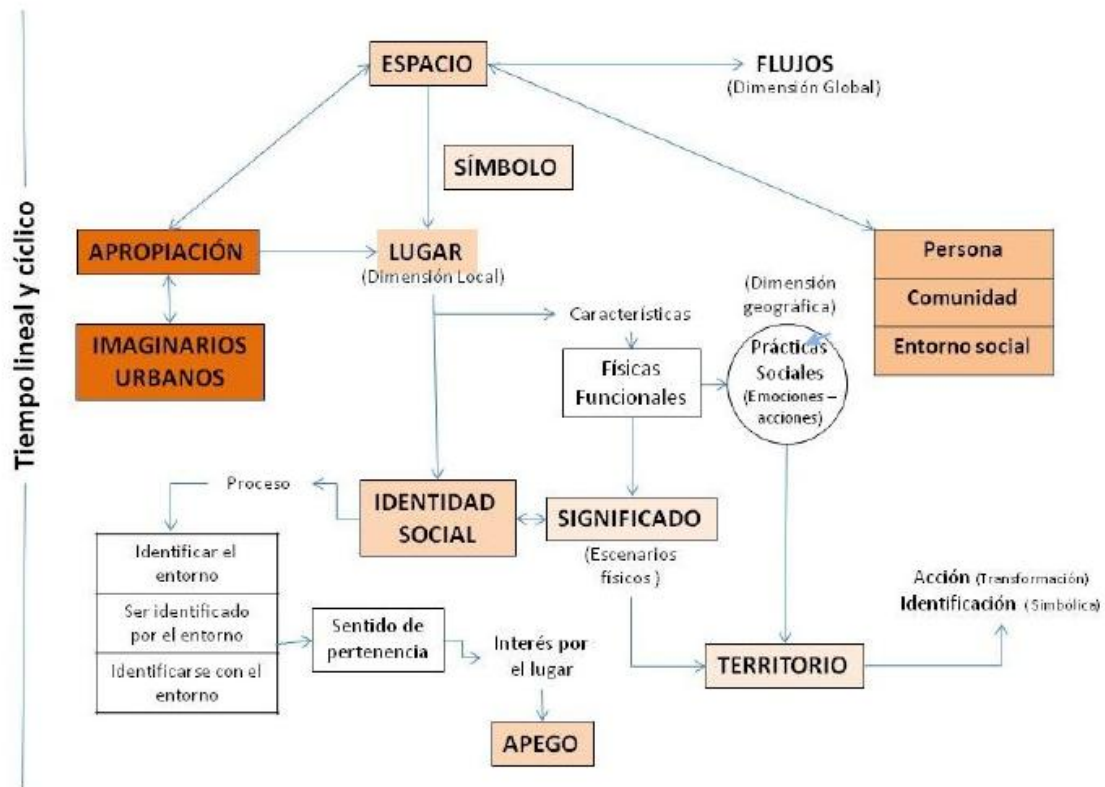 Tiempo lineal y cíclico
ESPACIO
FLUJOS
(Dimensión Global)
SÍMBOLO
APROPIACIÓN
LUGAR
(Dimensión Local)
Persona
Comunidad
Entorno social
IMAGINARIOS
URBANOS
Características
(Dimensión
geográfica)
Físicas
Funcionales
Prácticas
Sociales
(Emociones –
acciones)
Proceso
IDENTIDAD
SOCIAL
SIGNIFICADO
(Escenarios
físicos )
Identificar el
entorno
Ser identificado
por el entorno
Identificarse con el
entorno
Sentido de
pertenencia
Interés por
el lugar
APEGO
TERRITORIO
Acción (Transformación)
Identificación (Simbólica)